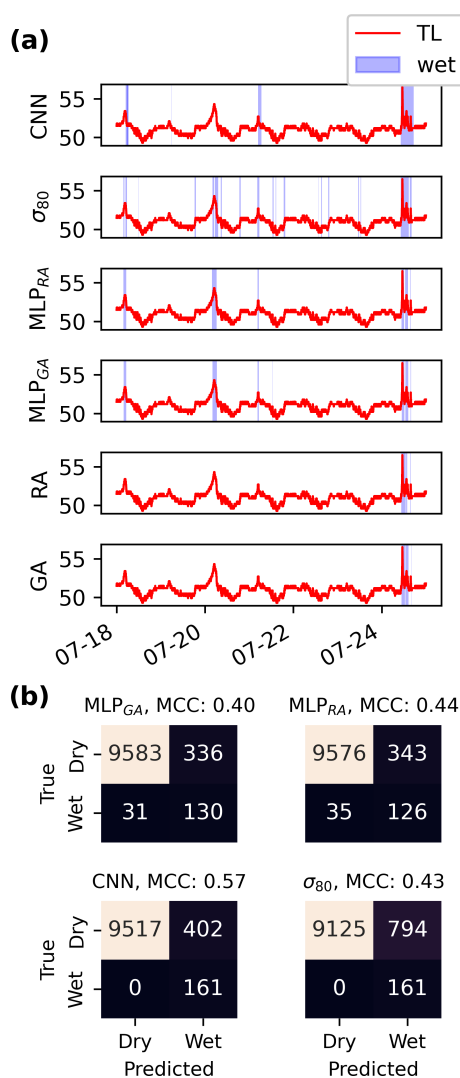 (a)
TL
wet
CNN
55
50
σ80
55
50
MLPRA
55
50
MLPGA
55
50
RA
55
50
GA
55
50
07-18
07-20
07-22
07-24
(b)
MLPGA, MCC: 0.40
MLPRA, MCC: 0.44
True
Dry
9583
336
9576
343
Wet
31
130
35
126
CNN, MCC: 0.57
σ80, MCC: 0.43
True
Dry
9517
402
9125
794
Wet
0
161
0
161
Dry
Wet
Dry
Wet
Predicted
Predicted